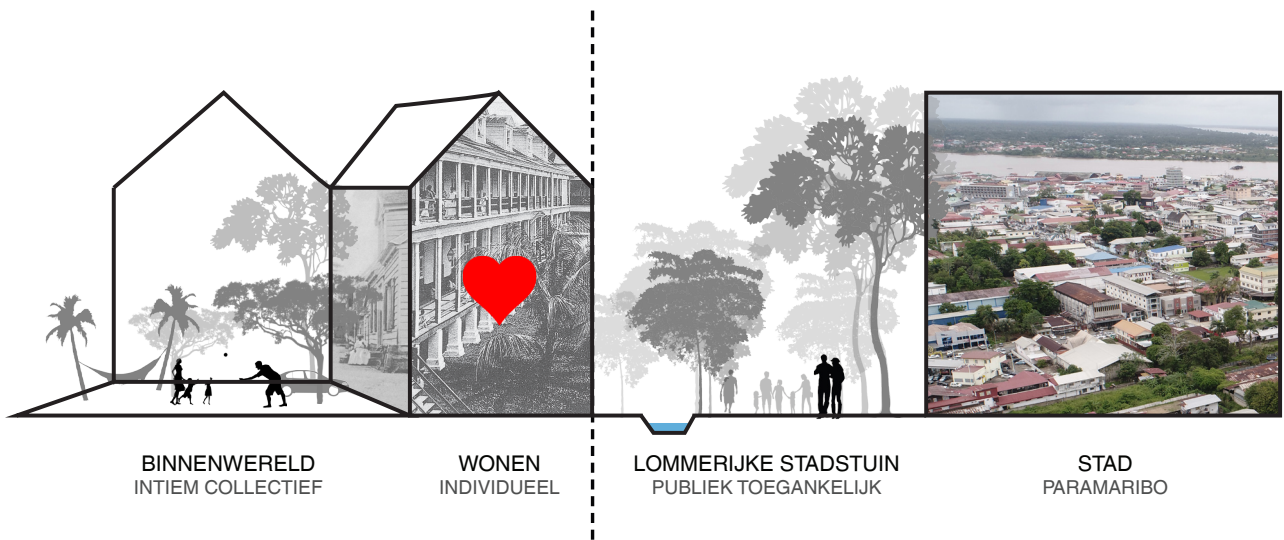 BINNENWERELD
INTIEM COLLECTIEF
WONEN
INDIVIDUEEL
LOMMERIJKE STADSTUIN
PUBLIEK TOEGANKELIJK
STAD
PARAMARIBO